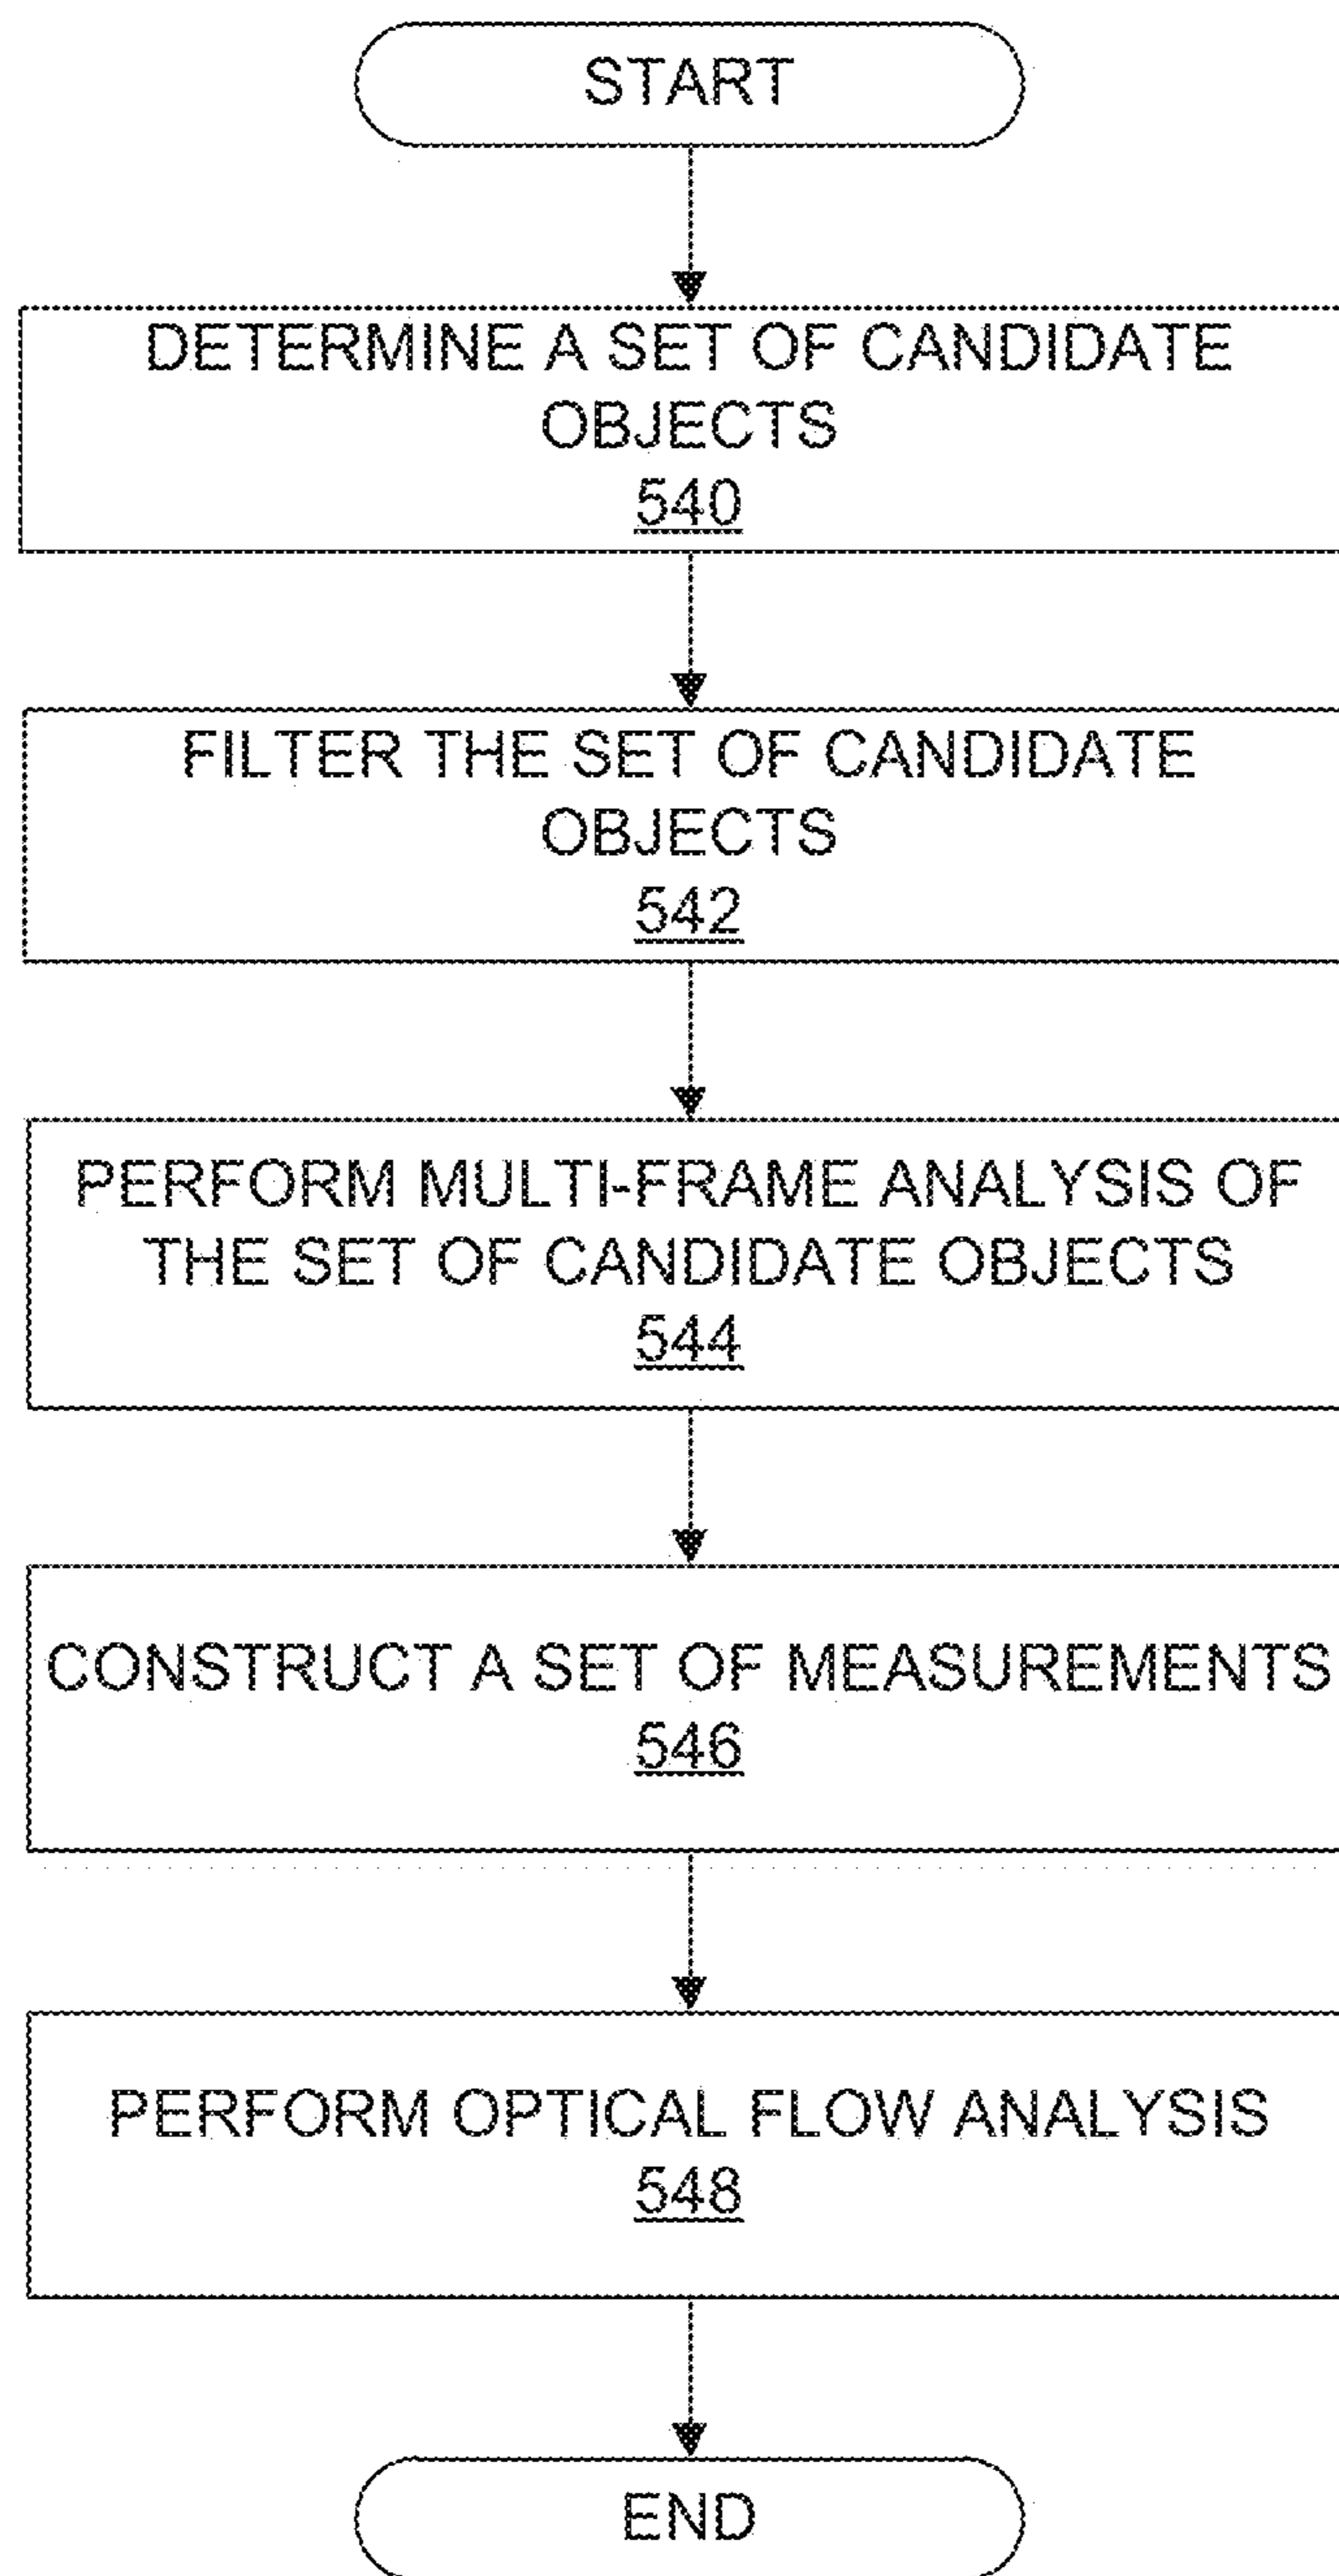 START
DETERMINE A SET OF CANDIDATE
OBJECTS
540
FILTER THE SET OF CANDIDATE
OBJECTS
542
PERFORM MULTI-FRAME ANALYSIS OF
THE SET OF CANDIDATE OBJECTS
544
CONSTRUCT A SET OF MEASUREMENTS
546
PERFORM OPTICAL FLOW ANALYSIS
548
END